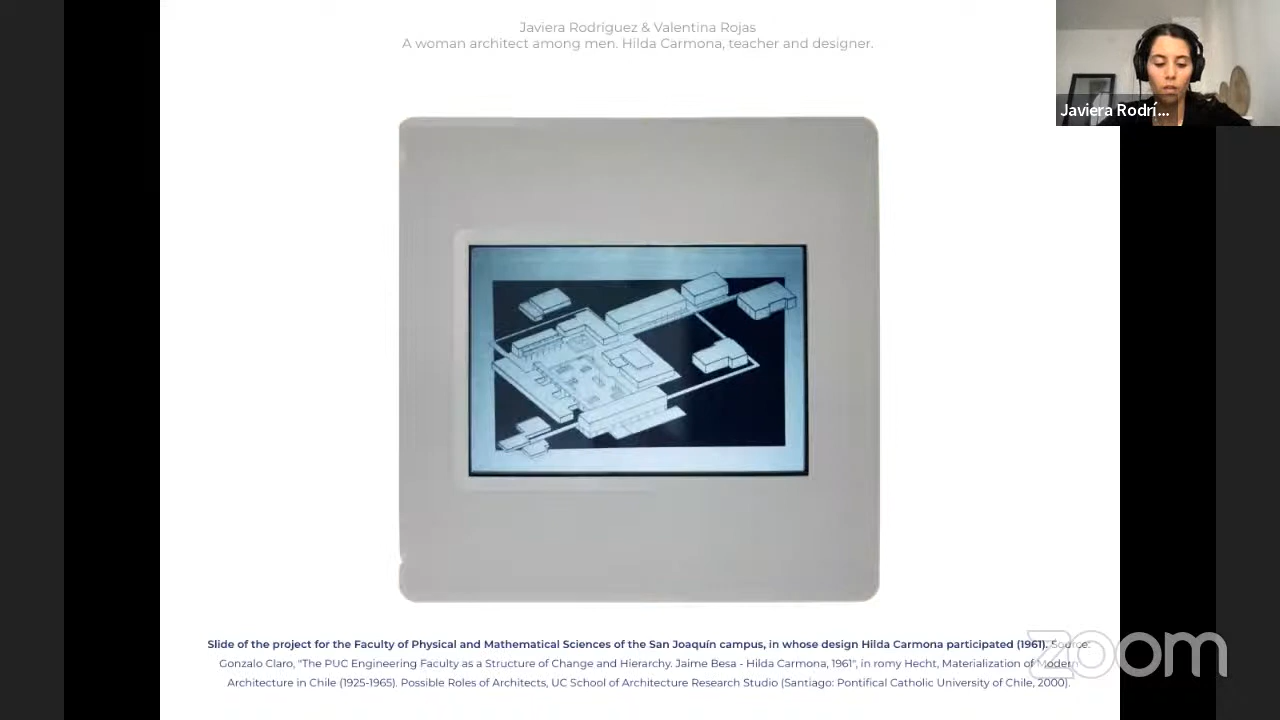 Javiera Rodríguez & Valentina Rojas
A woman architect among men. Hilda Carmona, teacher and designer.
Javiera Rodrí...
Slide of the project for the Faculty of Physical and Mathematical Sciences of the San Joaquín campus, in whose design Hilda Carmona participated (1961). Source:
Gonzalo Claro, "The PUC Engineering Faculty as a Structure of Change and Hierarchy. Jaime Besa - Hilda Carmona, 1961", in romy Hecht, Materialization of Modern
Architecture in Chile (1925-1965). Possible Roles of Architects, UC School of Architecture Research Studio (Santiago: Pontifical Catholic University of Chile, 2000).
zoom